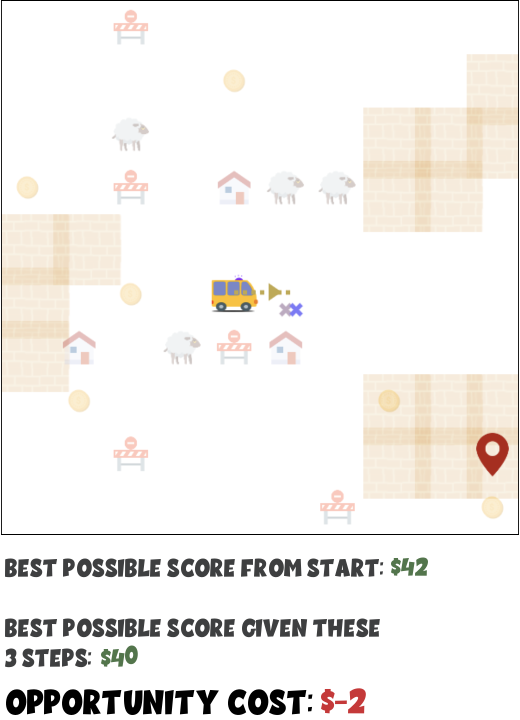 BEST POSSIBLE SCORE FROM START: $42
BEST POSSIBLE SCORE GIVEN THESE
3 STEPS: $40
OPPORTUNITY COST: $-2